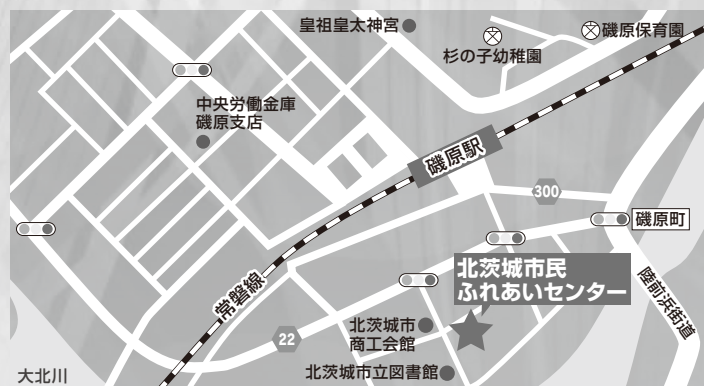 皇祖皇太神宮
杉の子幼稚園
磯原保育園
中央労働金庫
磯原支店
磯原駅
300
磯原町
北茨城市民
ふれあいセンター
陸前浜街道
常磐線
22
北茨城市
商工会館
北茨城市立図書館
大北川